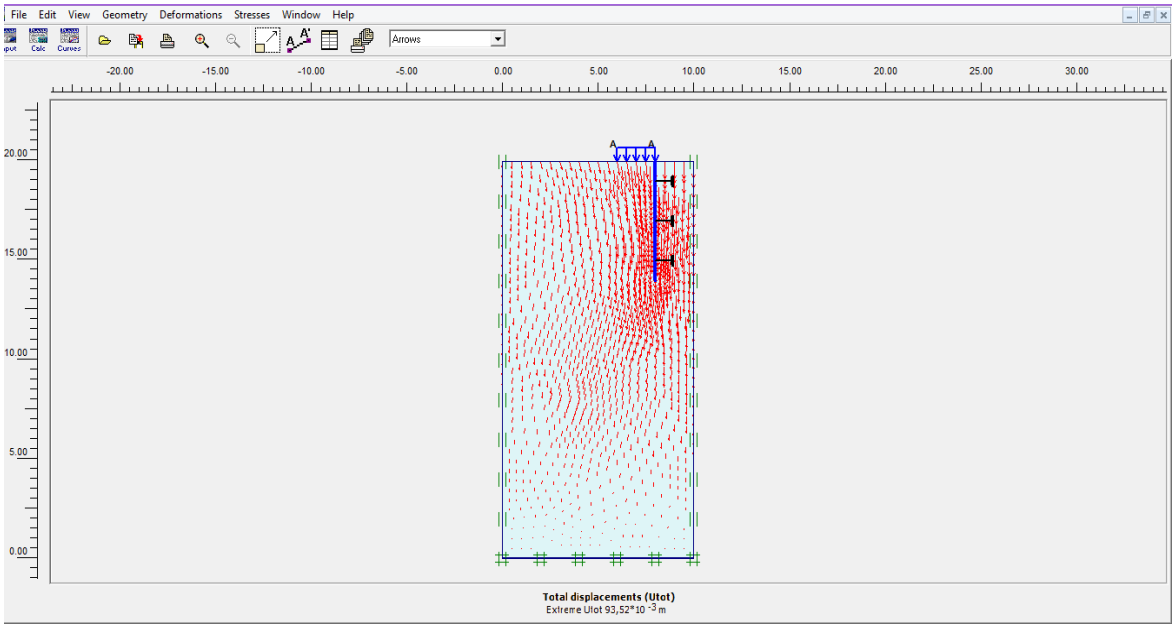 File Edit View Geometry Deformations Stresses Window Help
Calc Curves
Arrows
-20.00 -15.00 -10.00 -5.00 0.00 5.00 10.00 15.00 20.00 25.00 30.00
A A
20.00
15.00
10.00
5.00
0.00
Total displacements (Utot)
Extreme Utot 93,52*10 -3 m